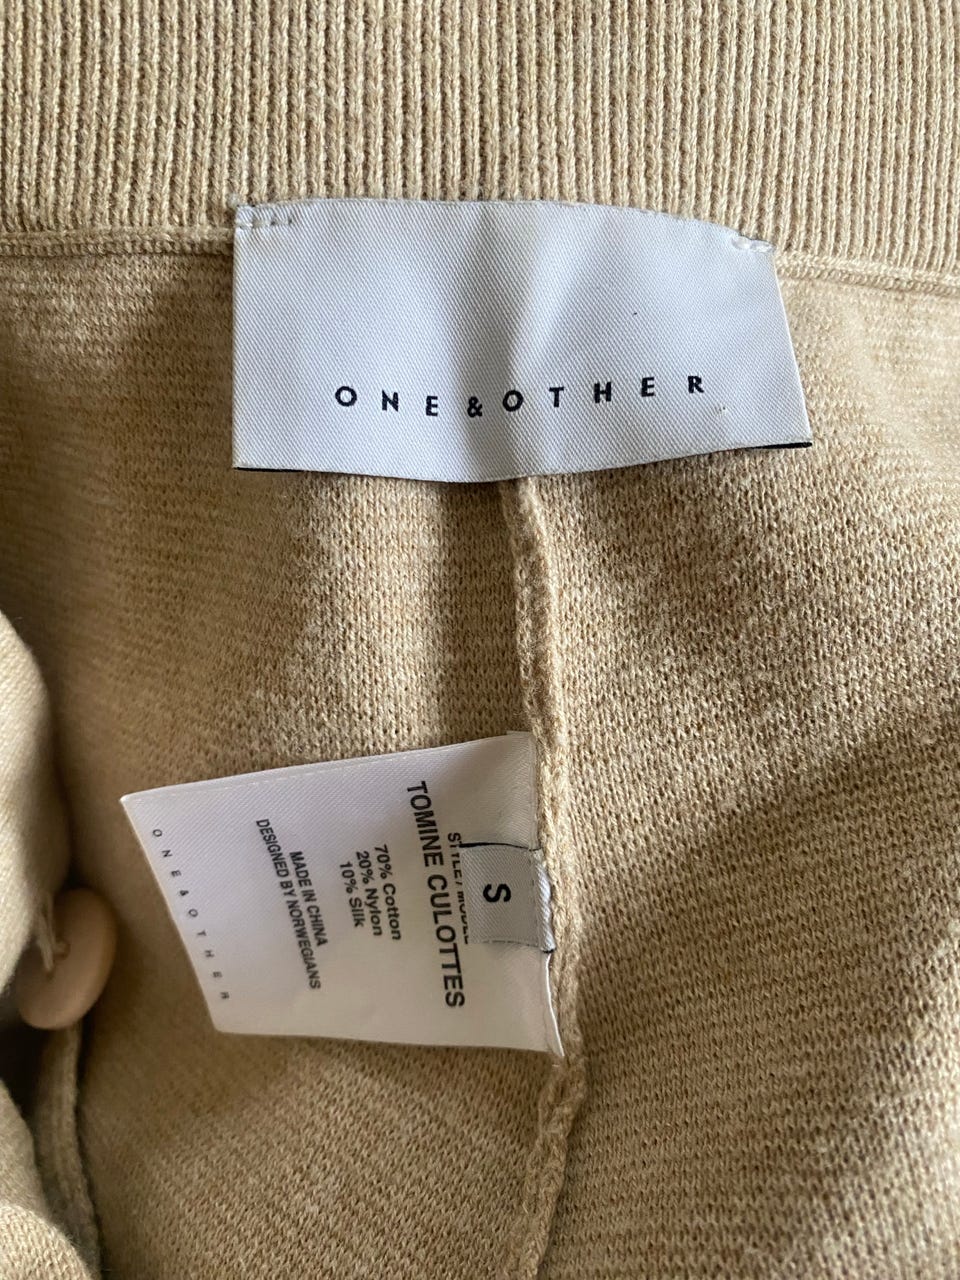 ONE & OTHER
S
TOMINE CULOTTES
70% Cotton
20% Nylon
10% Silk
MADE IN CHINA
DESIGNED BY NORWEGIANS
ONE & OTHER